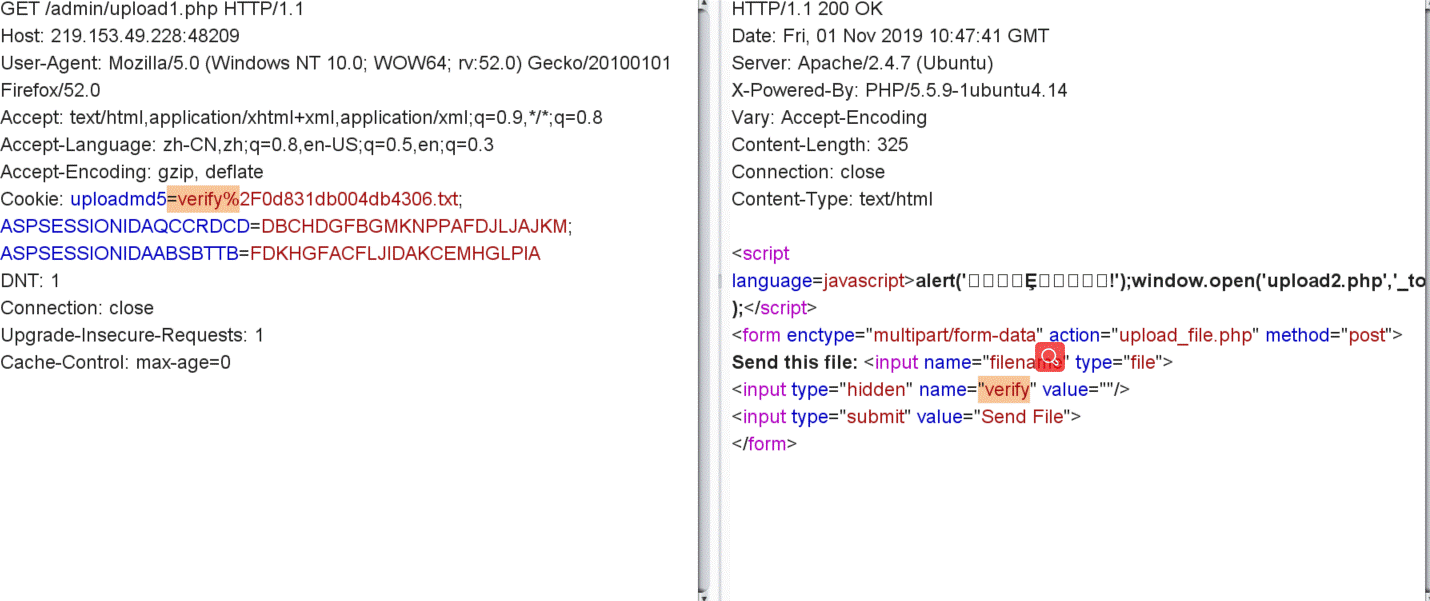 GET /admin/upload1.php HTTP/1.1
Host: 219.153.49.228:48209
User-Agent: Mozilla/5.0 (Windows NT 10.0; WOW64; rv:52.0) Gecko/20100101
Firefox/52.0
Accept: text/html,application/xhtml+xml,application/xml;q=0.9,*/*;q=0.8
Accept-Language: zh-CN,zh;q=0.8,en-US;q=0.5,en;q=0.3
Accept-Encoding: gzip, deflate
Cookie: uploadmd5=verify%2F0d831db004db4306.txt;
ASPSESSIONIDAQCCRDCD=DBCHDGFBGMKNPPAFDJLJAJKM;
ASPSESSIONIDAABSBTTB=FDKHGFACFLJIDAKCEMHGLPIA
DNT: 1
Connection: close
Upgrade-Insecure-Requests: 1
Cache-Control: max-age=0
HTTP/1.1 200 OK
Date: Fri, 01 Nov 2019 10:47:41 GMT
Server: Apache/2.4.7 (Ubuntu)
X-Powered-By: PHP/5.5.9-1ubuntu4.14
Vary: Accept-Encoding
Content-Length: 325
Connection: close
Content-Type: text/html
<script
language=javascript>alert('□□□□Ȩ□□□□□!');window.open('upload2.php','_to
);</script>
<form enctype="multipart/form-data" action="upload_file.php" method="post">
Send this file: <input name="filename" type="file">
<input type="hidden" name="verify" value=""/>
<input type="submit" value="Send File">
</form>